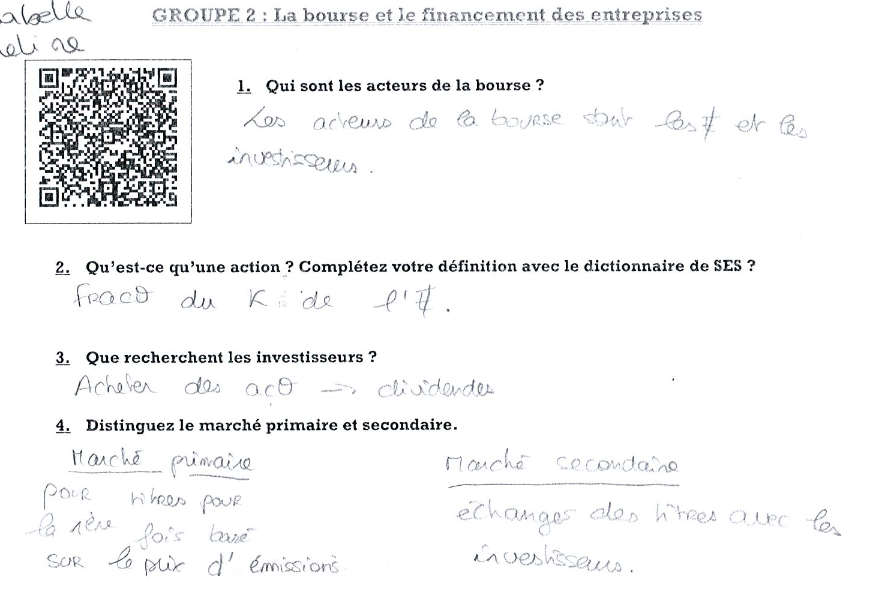 abelle
GROUPE 2 : La bourse et le financement des entreprises
1. Qui sont les acteurs de la bourse ?
Les acteurs de la bourse sont les # et les
investisseurs.
2. Qu'est-ce qu'une action ? Complétez votre définition avec le dictionnaire de SES ?
fracθ du K de l'#.
3. Que recherchent les investisseurs ?
Acheter des acθ → dividendes
4. Distinguez le marché primaire et secondaire.
Marché primaire
pour titres pour
la 1ère fois basé
sur le prix d'émissions
Marché secondaire
échanges des titres avec les
investisseurs.